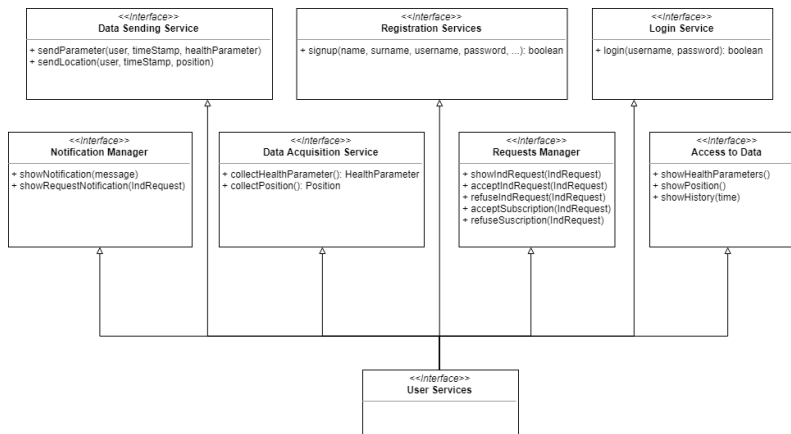 <<Interface>>
Data Sending Service
+ sendParameter(user, timeStamp, healthParameter)
+ sendLocation(user, timeStamp, position)
<<Interface>>
Registration Services
+ signup(name, surname, username, password, ...): boolean
<<Interface>>
Login Service
+ login(username, password): boolean
<<Interface>>
Notification Manager
+ showNotification(message)
+ showRequestNotification(IndRequest)
<<Interface>>
Data Acquisition Service
+ collectHealthParameter(): HealthParameter
+ collectPosition(): Position
<<Interface>>
Requests Manager
+ showIndRequest(IndRequest)
+ acceptIndRequest(IndRequest)
+ refuseIndRequest(IndRequest)
+ acceptSubscription(IndRequest)
+ refuseSuscription(IndRequest)
<<Interface>>
Access to Data
+ showHealthParameters()
+ showPosition()
+ showHistory(time)
<<Interface>>
User Services